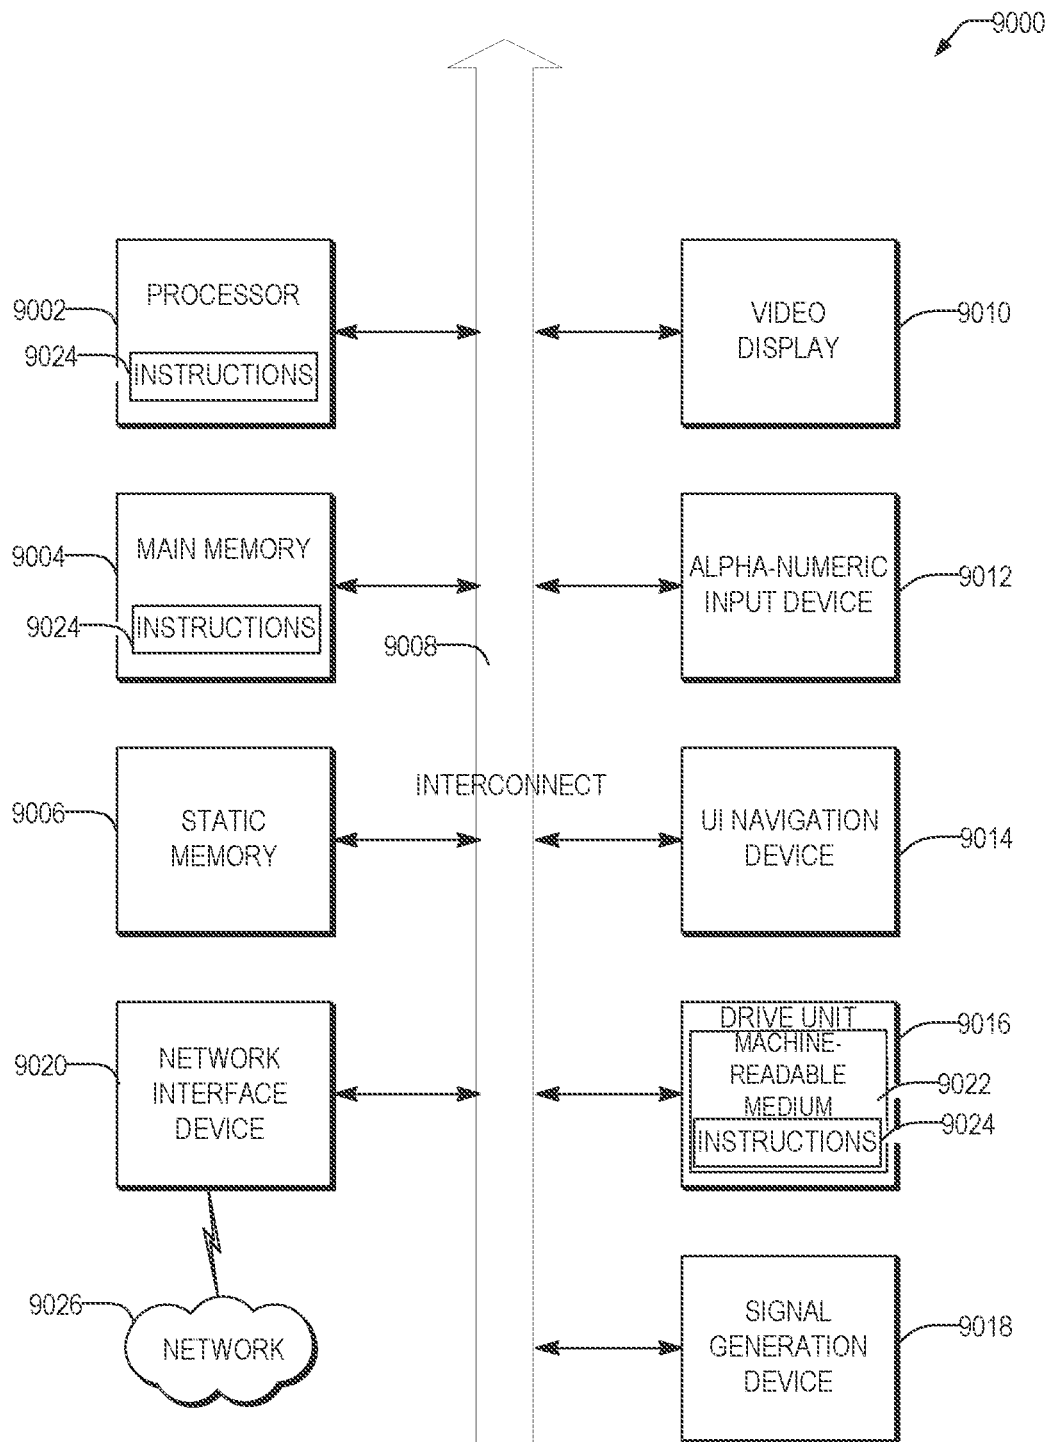 9000
PROCESSOR
9002
9024
INSTRUCTIONS
VIDEO
DISPLAY
9010
MAIN MEMORY
9004
9024
INSTRUCTIONS
9008
ALPHA-NUMERIC
INPUT DEVICE
9012
INTERCONNECT
9006
STATIC
MEMORY
UI NAVIGATION
DEVICE
9014
9020
NETWORK
INTERFACE
DEVICE
DRIVE UNIT
9016
MACHINE-
READABLE
MEDIUM
9022
9024
INSTRUCTIONS
9026
NETWORK
SIGNAL
GENERATION
DEVICE
9018